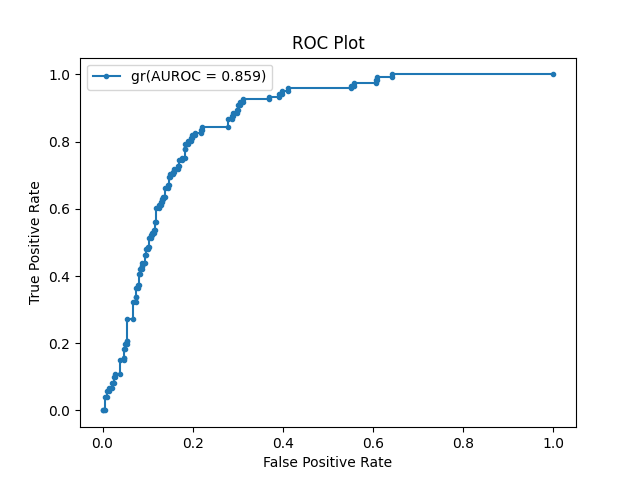 ROC Plot
gr(AUROC = 0.859)
1.0
0.8
0.6
0.4
0.2
0.0
True Positive Rate
0.0 0.2 0.4 0.6 0.8 1.0
False Positive Rate